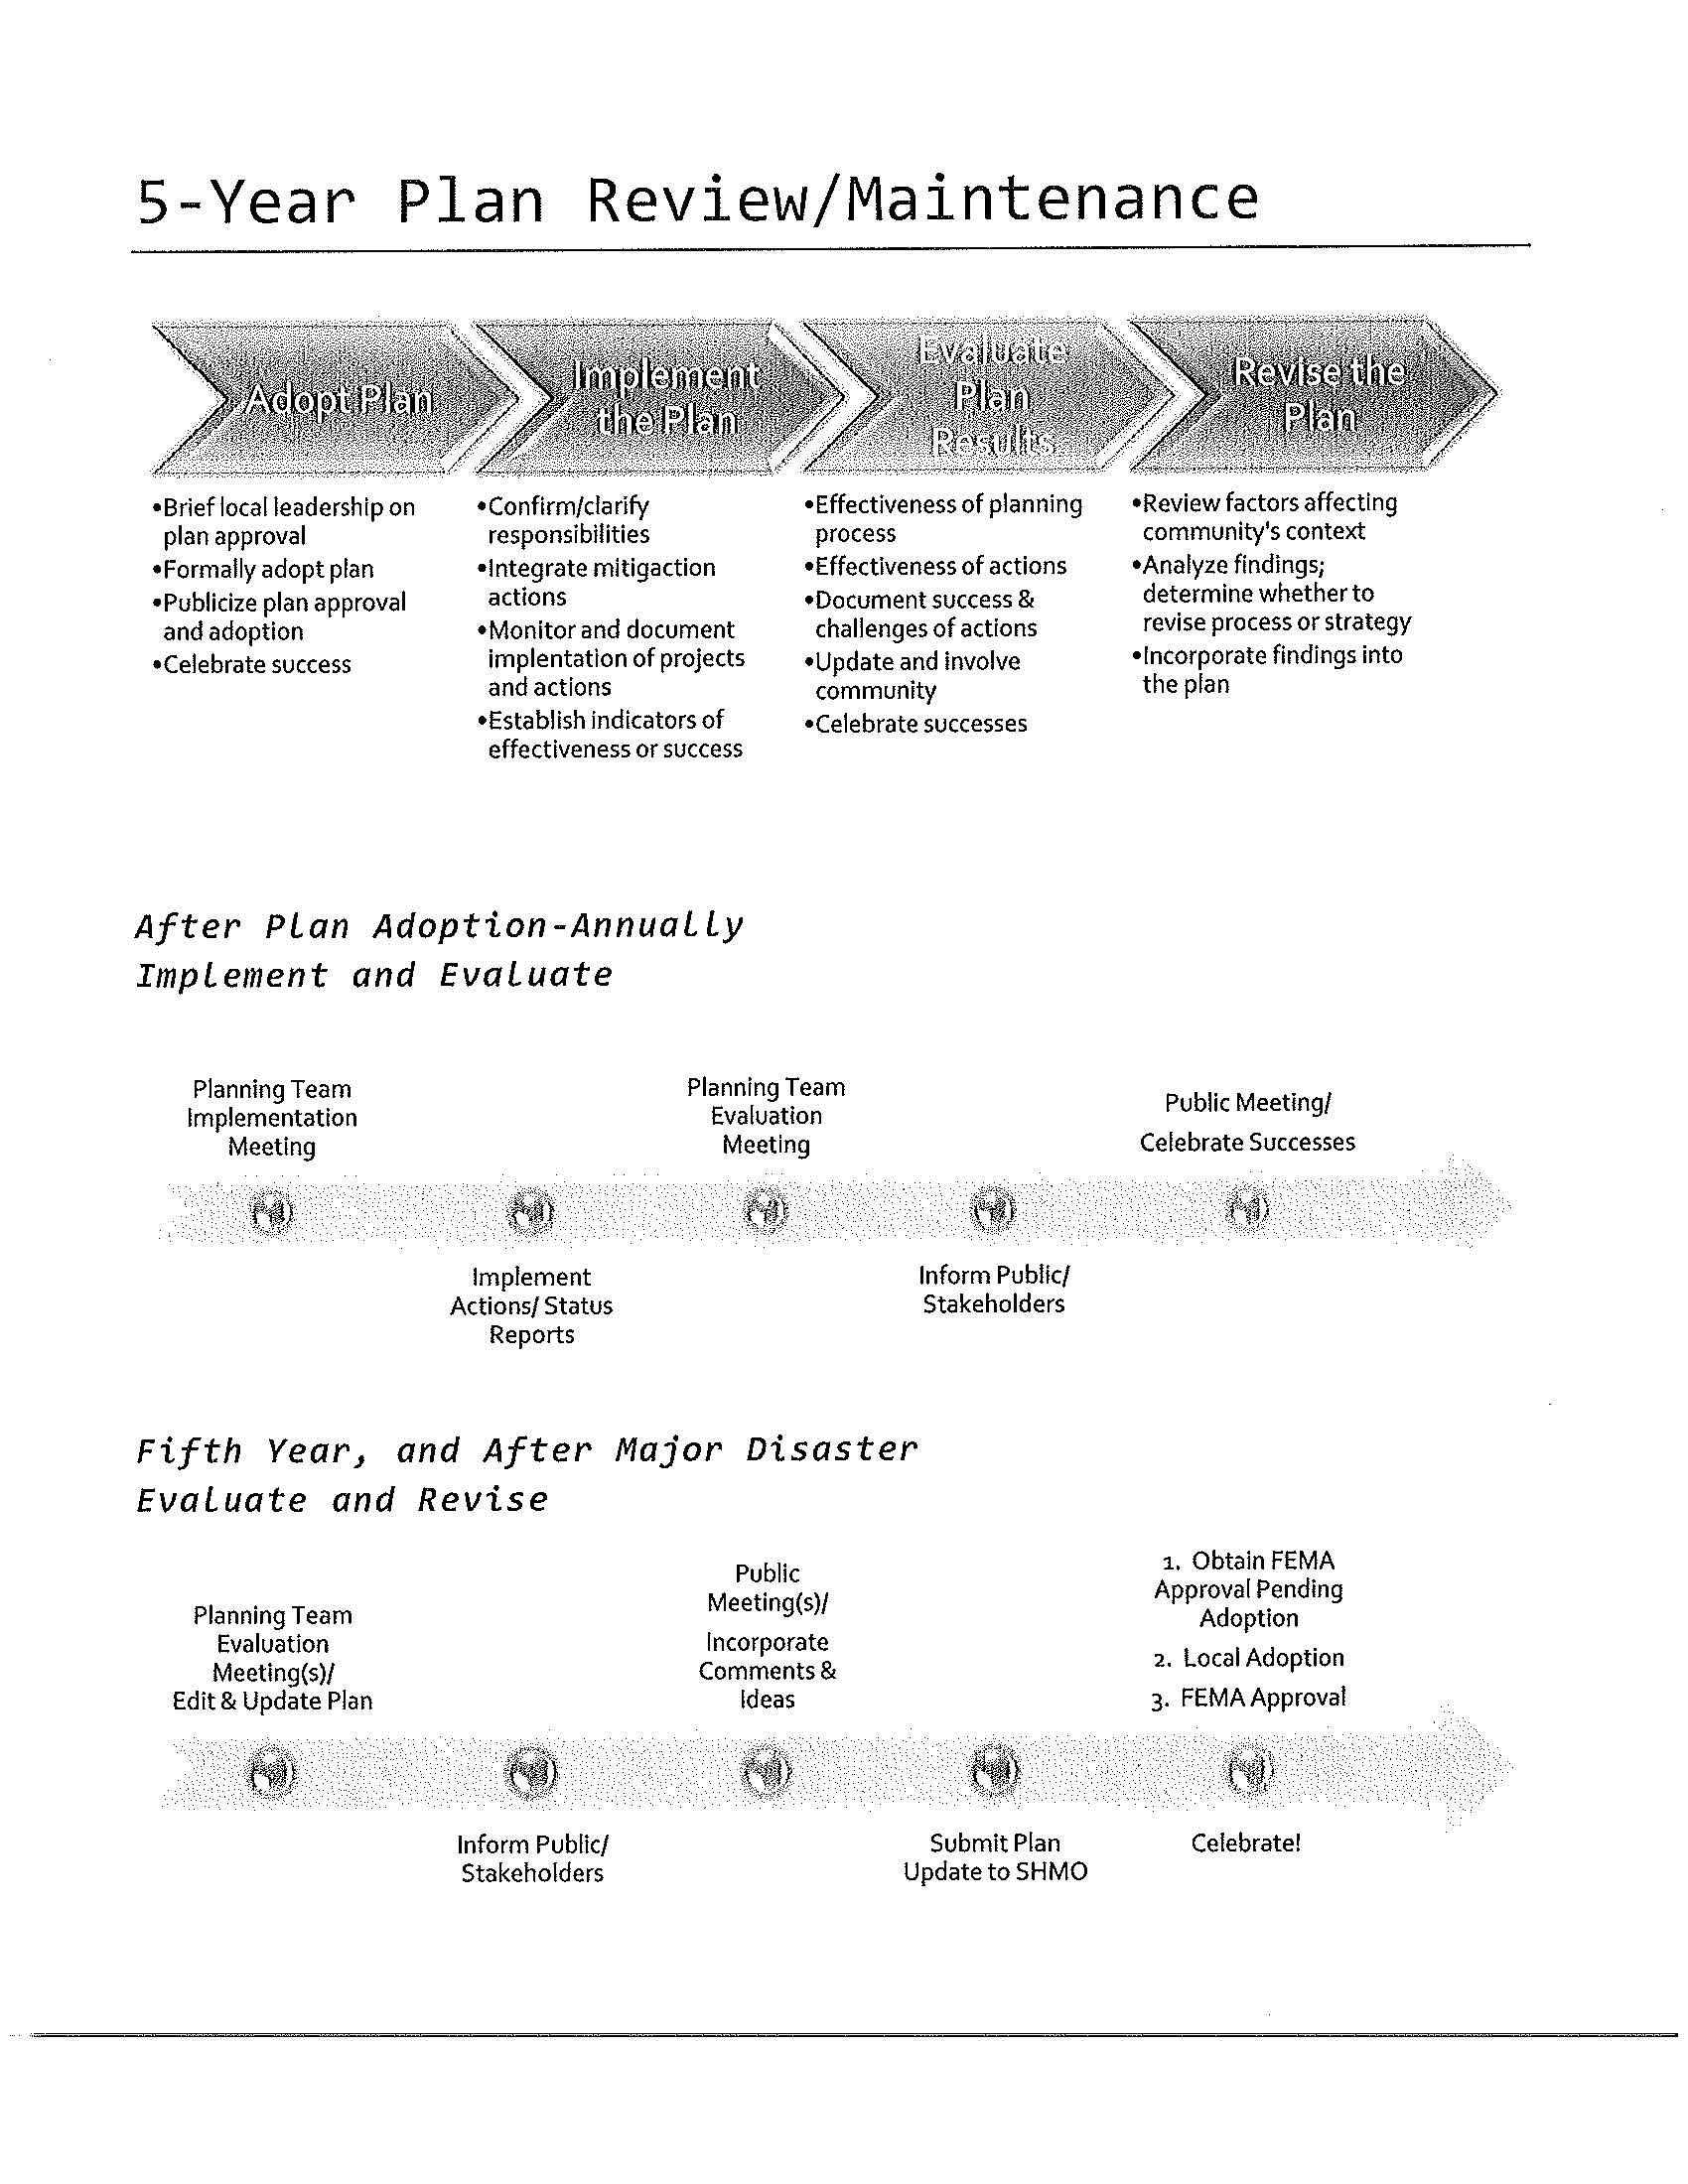 5-Year Plan Review/Maintenance
Adopt Plan
•Brief local leadership on
plan approval
•Formally adopt plan
•Publicize plan approval
and adoption
•Celebrate success
Implement
the Plan
•Confirm/clarify
responsibilities
•Integrate mitigaction
actions
•Monitor and document
implentation of projects
and actions
•Establish indicators of
effectiveness or success
Evaluate
Plan
Results
•Effectiveness of planning
process
•Effectiveness of actions
•Document success &
challenges of actions
•Update and involve
community
•Celebrate successes
Revise the
Plan
•Review factors affecting
community's context
•Analyze findings;
determine whether to
revise process or strategy
•Incorporate findings into
the plan
After Plan Adoption-Annually
Implement and Evaluate
Planning Team
Implementation
Meeting
Implement
Actions/ Status
Reports
Planning Team
Evaluation
Meeting
Inform Public/
Stakeholders
Public Meeting/
Celebrate Successes
Fifth Year, and After Major Disaster
Evaluate and Revise
Planning Team
Evaluation
Meeting(s)/
Edit & Update Plan
Inform Public/
Stakeholders
Public
Meeting(s)/
Incorporate
Comments &
Ideas
Submit Plan
Update to SHMO
1. Obtain FEMA
Approval Pending
Adoption
2. Local Adoption
3. FEMA Approval
Celebrate!